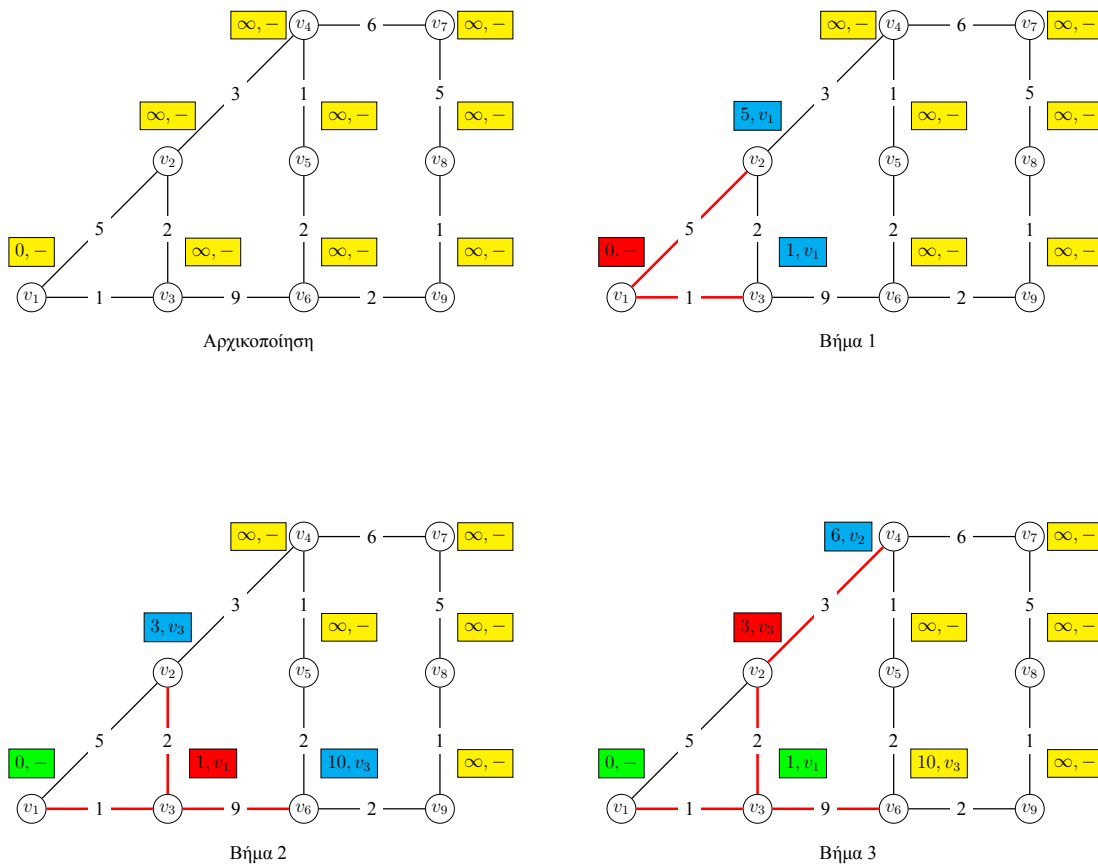 ∞, − v4 6 v7 ∞, −
3 1 5
∞, − ∞, − ∞, −
v2 v5 v8
5 2 2 1
0, − ∞, − ∞, − ∞, −
v1 1 v3 9 v6 2 v9
Αρχικοποίηση
∞, − v4 6 v7 ∞, −
3 1 5
5, v1 ∞, − ∞, −
v2 v5 v8
5 2 2 1
0, − 1, v1 ∞, − ∞, −
v1 1 v3 9 v6 2 v9
Βήμα 1
∞, − v4 6 v7 ∞, −
3 1 5
3, v3 ∞, − ∞, −
v2 v5 v8
5 2 2 1
0, − 1, v1 10, v3 ∞, −
v1 1 v3 9 v6 2 v9
Βήμα 2
6, v2 v4 6 v7 ∞, −
3 1 5
3, v3 ∞, − ∞, −
v2 v5 v8
5 2 2 1
0, − 1, v1 10, v3 ∞, −
v1 1 v3 9 v6 2 v9
Βήμα 3